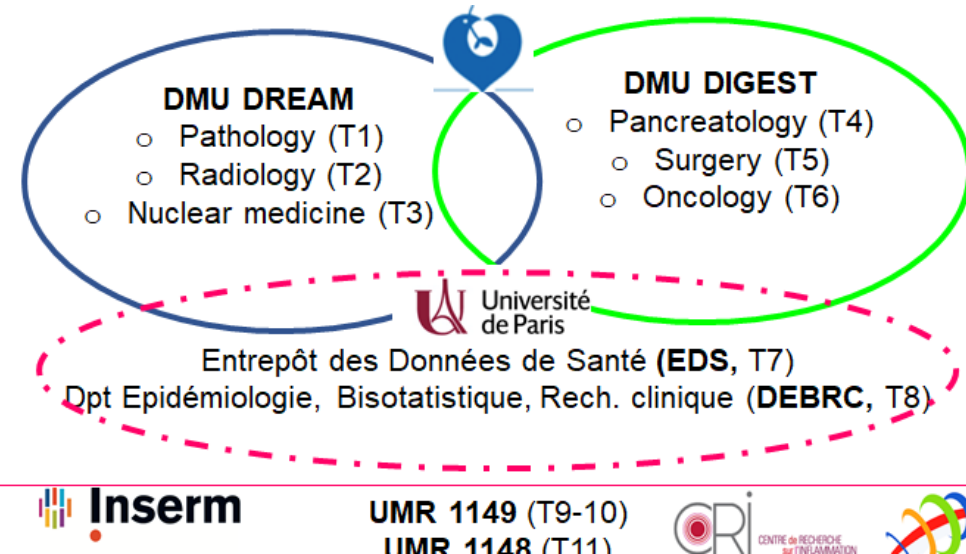 DMU DREAM
o Pathology (T1)
o Radiology (T2)
o Nuclear medicine (T3)
DMU DIGEST
o Pancreatology (T4)
o Surgery (T5)
o Oncology (T6)
Université
de Paris
Entrepôt des Données de Santé (EDS, T7)
Dpt Epidémiologie, Bisotatistique, Rech. clinique (DEBRC, T8)
Inserm
UMR 1149 (T9-10)
UMR 1148 (T11)
CRI
CENTRE de RECHERCHE
sur l'INFLAMMATION